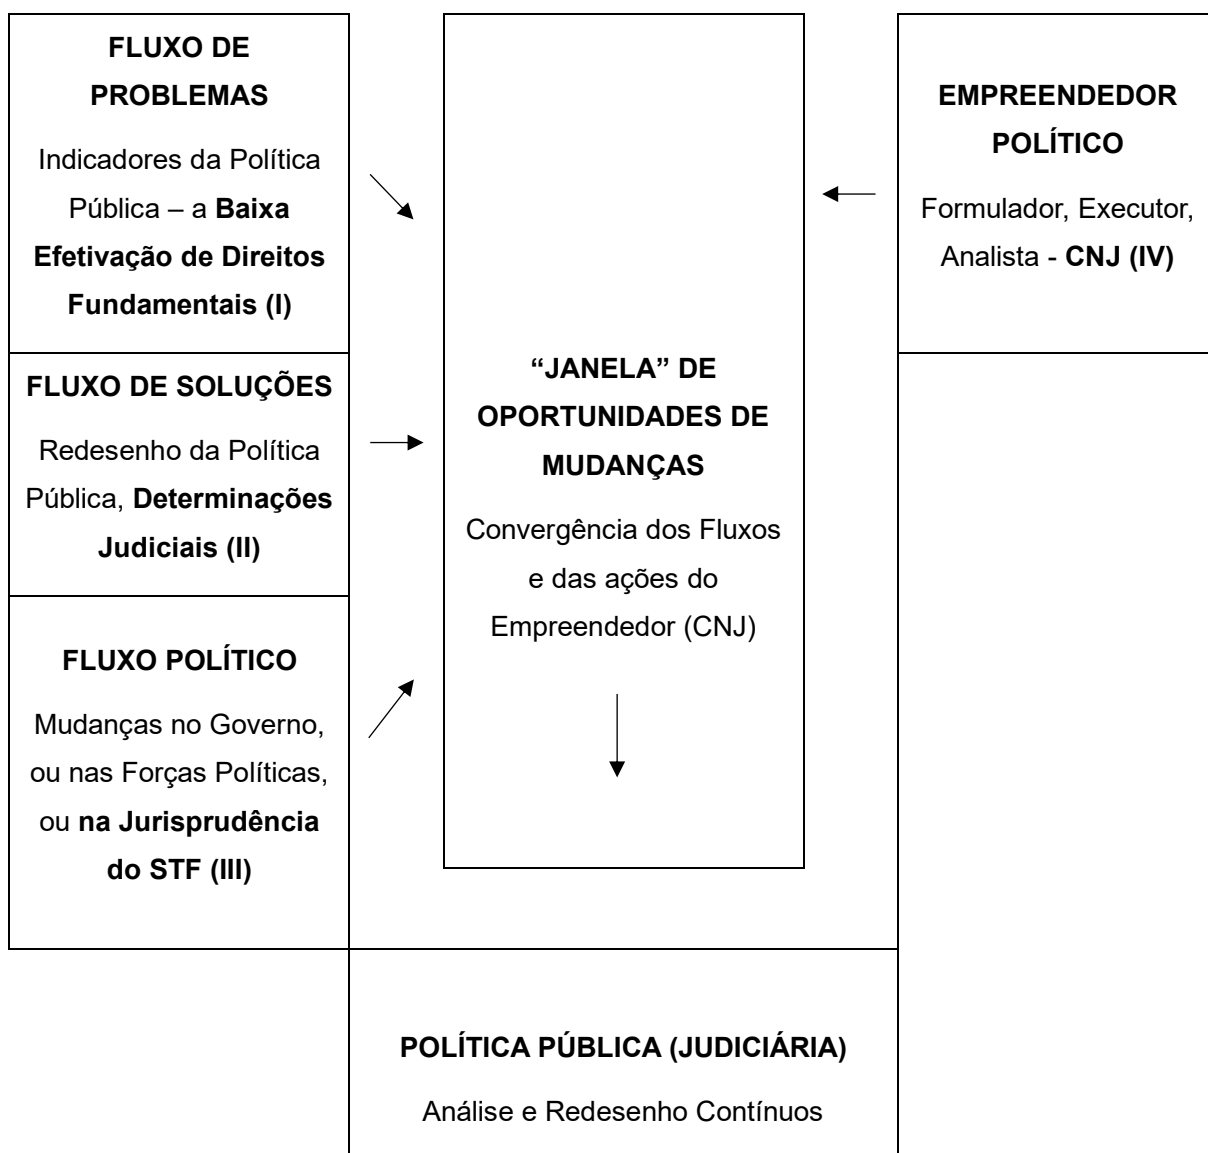 FLUXO DE
PROBLEMAS
Indicadores da Política
Pública – a Baixa
Efetivação de Direitos
Fundamentais (I)
FLUXO DE SOLUÇÕES
Redesenho da Política
Pública, Determinações
Judiciais (II)
FLUXO POLÍTICO
Mudanças no Governo,
ou nas Forças Políticas,
ou na Jurisprudência
do STF (III)
“JANELA” DE
OPORTUNIDADES DE
MUDANÇAS
Convergência dos Fluxos
e das ações do
Empreendedor (CNJ)
EMPREENDEDOR
POLÍTICO
Formulador, Executor,
Analista - CNJ (IV)
POLÍTICA PÚBLICA (JUDICIÁRIA)
Análise e Redesenho Contínuos